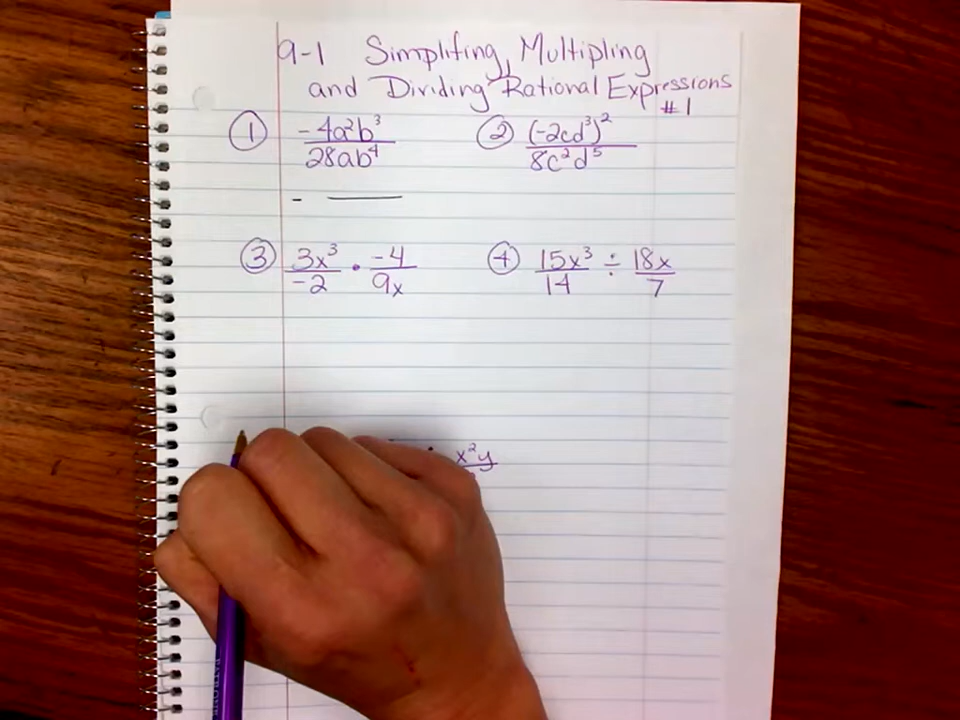 9-1 Simplifing, Multipling
and Dividing Rational Expressions
#1
① -4a²b³ / 28ab⁴ ② (-2cd³)² / 8c²d⁵
- ___
③ 3x³ / -2 • -4 / 9x ④ 15x³ / 14 ÷ 18x / 7
x²y